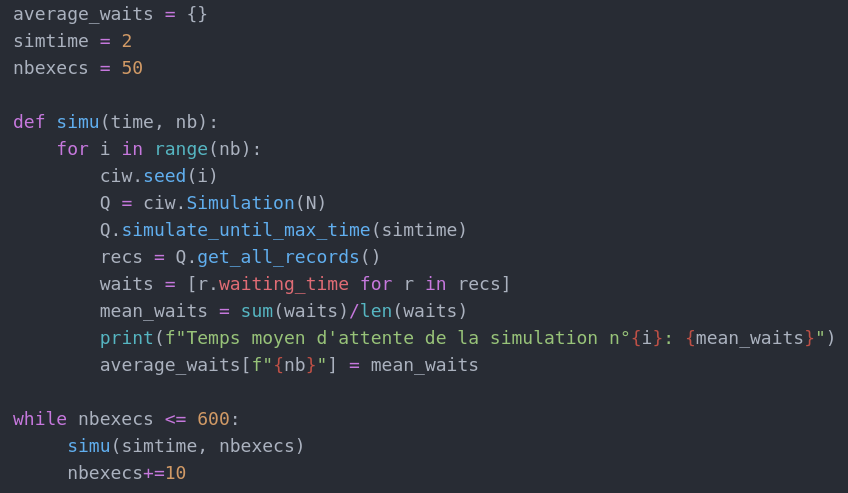 average_waits = {}
simtime = 2
nbexecs = 50
def simu(time, nb):
    for i in range(nb):
        ciw.seed(i)
        Q = ciw.Simulation(N)
        Q.simulate_until_max_time(simtime)
        recs = Q.get_all_records()
        waits = [r.waiting_time for r in recs]
        mean_waits = sum(waits)/len(waits)
        print(f"Temps moyen d'attente de la simulation n°{i}: {mean_waits}")
        average_waits[f"{nb}"] = mean_waits
while nbexecs <= 600:
     simu(simtime, nbexecs)
     nbexecs+=10